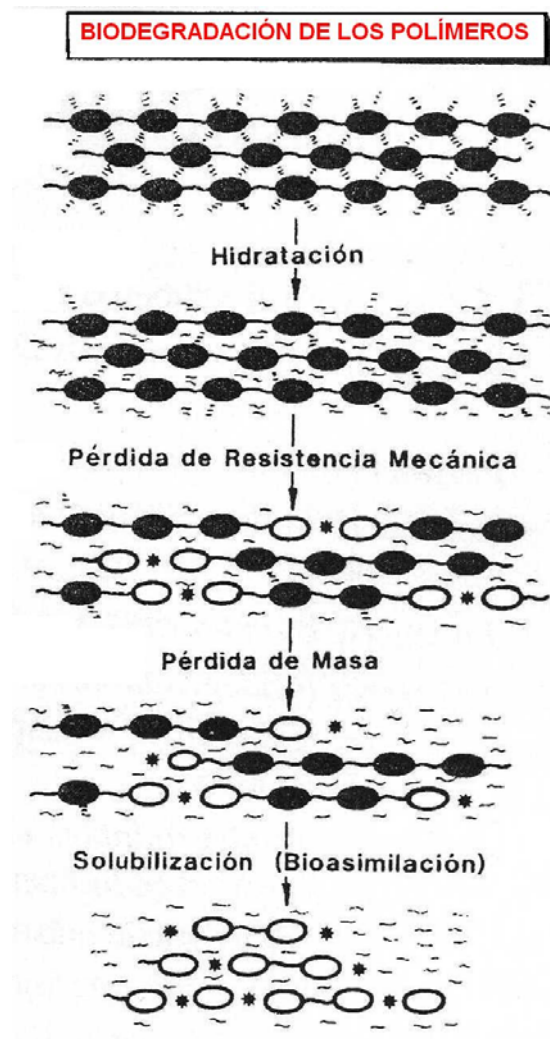 BIODEGRADACIÓN DE LOS POLÍMEROS
Hidratación
Pérdida de Resistencia Mecánica
Pérdida de Masa
Solubilización (Bioasimilación)